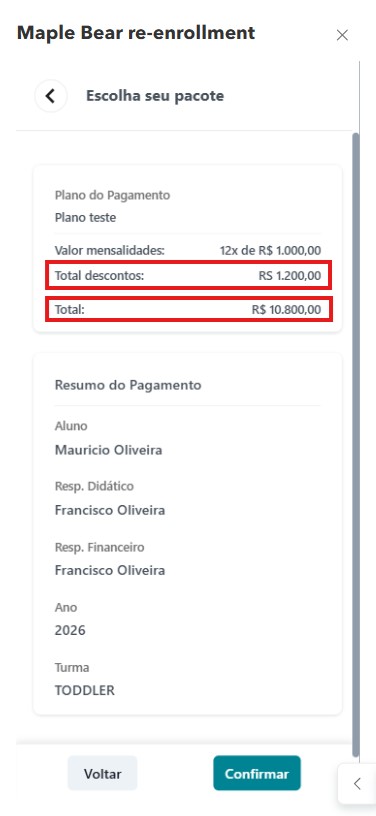 Maple Bear re-enrollment
Escolha seu pacote
Plano do Pagamento
Plano teste
Valor mensalidades: 12x de R$ 1.000,00
Total descontos: RS 1.200,00
Total: R$ 10.800,00
Resumo do Pagamento
Aluno
Mauricio Oliveira
Resp. Didático
Francisco Oliveira
Resp. Financeiro
Francisco Oliveira
Ano
2026
Turma
TODDLER
Voltar Confirmar